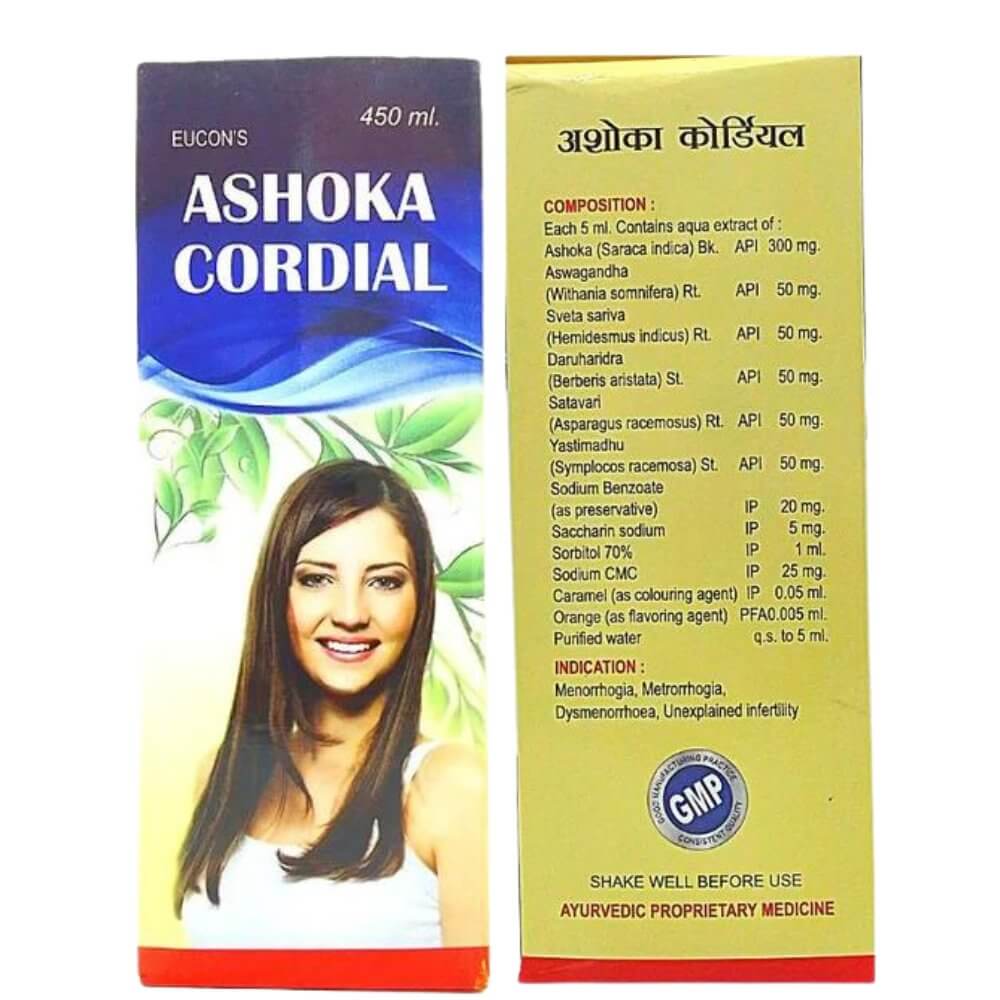 450 ml.
EUCON'S
ASHOKA
CORDIAL
अशोका कोर्डियल
COMPOSITION :
Each 5 ml. Contains aqua extract of :
Ashoka (Saraca indica) Bk. API 300 mg.
Aswagandha
(Withania somnifera) Rt. API 50 mg.
Sveta sariva
(Hemidesmus indicus) Rt. API 50 mg.
Daruharidra
(Berberis aristata) St. API 50 mg.
Satavari
(Asparagus racemosus) Rt. API 50 mg.
Yastimadhu
(Symplocos racemosa) St. API 50 mg.
Sodium Benzoate
(as preservative) IP 20 mg.
Saccharin sodium IP 5 mg.
Sorbitol 70% IP 1 ml.
Sodium CMC IP 25 mg.
Caramel (as colouring agent) IP 0.05 ml.
Orange (as flavoring agent) PFA0.005 ml.
Purified water q.s. to 5 ml.
INDICATION :
Menorrhogia, Metrorrhogia,
Dysmenorrhoea, Unexplained infertility
GOOD MANUFACTURING PRACTICE
GMP
CONSISTENT QUALITY
SHAKE WELL BEFORE USE
AYURVEDIC PROPRIETARY MEDICINE